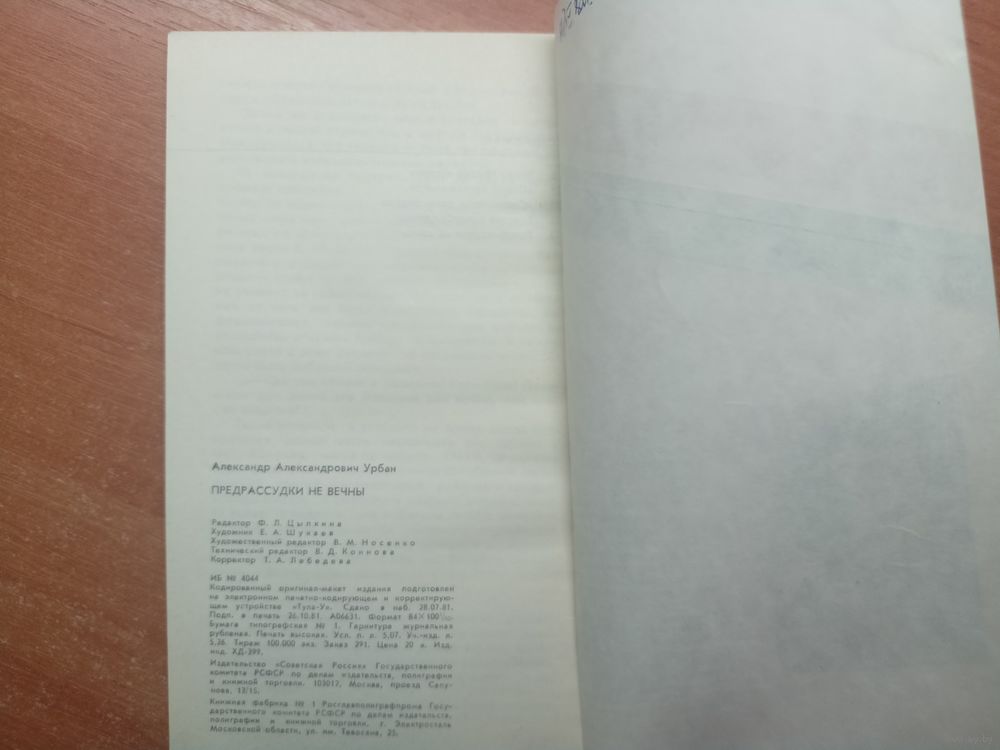 Александр Александрович Урбан
ПРЕДРАССУДКИ НЕ ВЕЧНЫ
Редактор Ф. Л. Цыпкина
Художник Е. А. Шукаев
Художественный редактор В. М. Носенко
Технический редактор В. Д. Коннова
Корректор Т. А. Лебедева
ИБ № 4044
Кодированный оригинал-макет издания подготовлен
на электронном печатно-кодирующем и корректирую-
щем устройстве «Тула-У». Сдано в наб. 28.07.81.
Подп. в печать 26.10.81. А06631. Формат 84×100
Бумага типографская № 1. Гарнитура журнальная
рубленая. Печать высокая. Усл. п. л. 5,07. Уч.-изд. л.
5,26. Тираж 100.000 экз. Заказ 291. Цена 20 к. Изд.
инд. ХД-399.
Издательство «Советская Россия» Государственного
комитета РСФСР по делам издательств, полиграфии
и книжной торговли. 103012, Москва, проезд Сапу-
нова, 13/15.
Книжная фабрика № 1 Росглавполиграфпрома Госу-
дарственного комитета РСФСР по делам издательств,
полиграфии и книжной торговли, г. Электросталь
Московской области, ул. им. Тевосяна, 25.